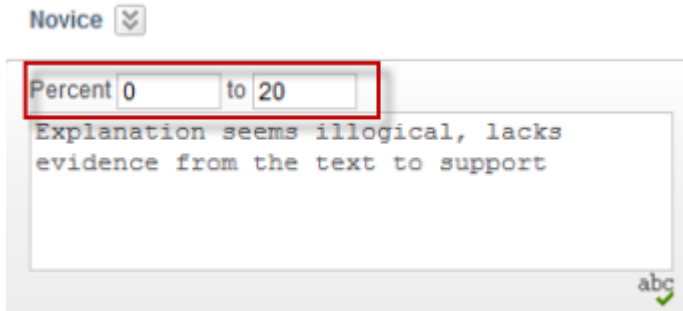 Novice
Percent 0 to 20
Explanation seems illogical, lacks
evidence from the text to support
abc